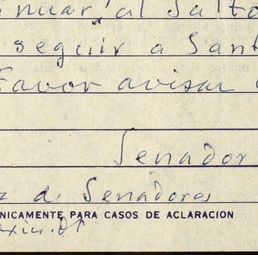 nuar al Salto
seguir a Sant
Favor avisar
Senador
de Senadores
NICAMENTE PARA CASOS DE ACLARACION